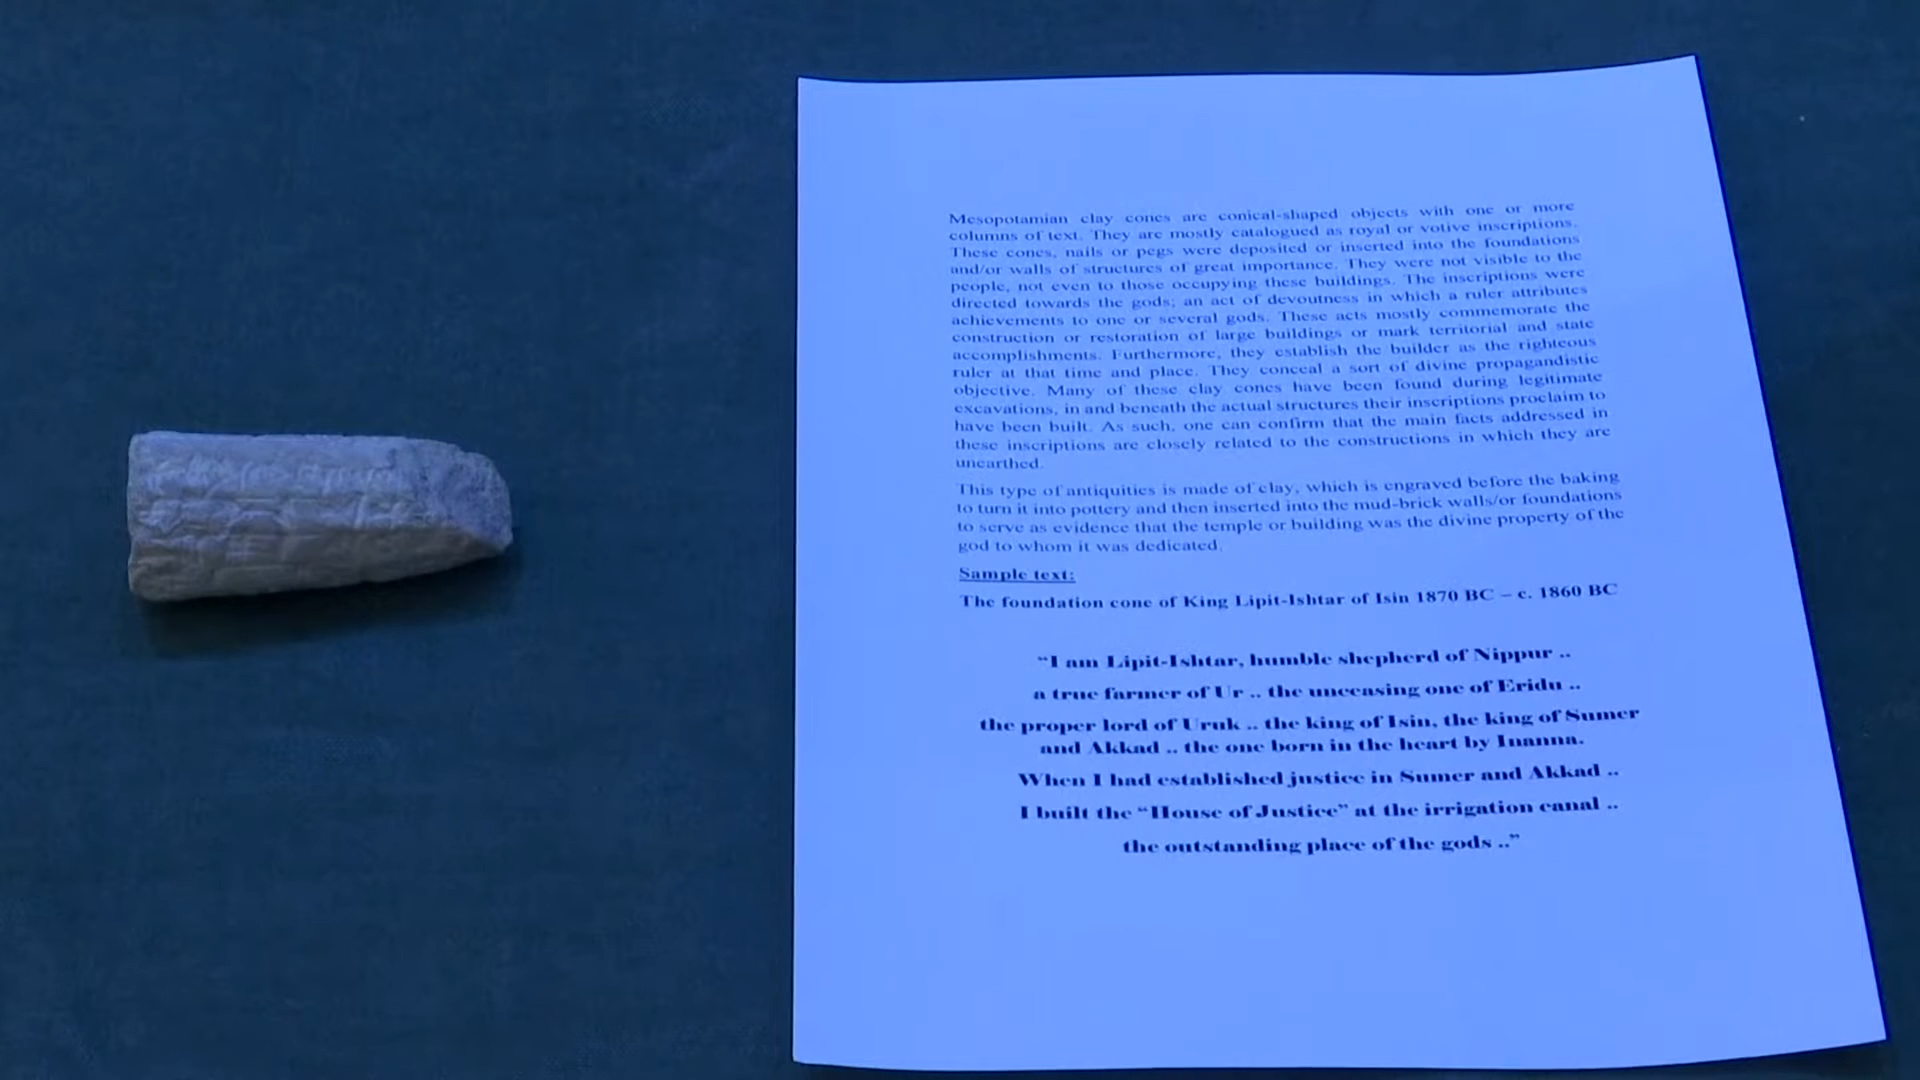 Mesopotamian clay cones are conical-shaped objects with one or more
columns of text. They are mostly catalogued as royal or votive inscriptions.
These cones, nails or pegs were deposited or inserted into the foundations
and/or walls of structures of great importance. They were not visible to the
people, not even to those occupying these buildings. The inscriptions were
directed towards the gods; an act of devoutness in which a ruler attributes
achievements to one or several gods. These acts mostly commemorate the
construction or restoration of large buildings or mark territorial and state
accomplishments. Furthermore, they establish the builder as the righteous
ruler at that time and place. They conceal a sort of divine propagandistic
objective. Many of these clay cones have been found during legitimate
excavations, in and beneath the actual structures their inscriptions proclaim to
have been built. As such, one can confirm that the main facts addressed in
these inscriptions are closely related to the constructions in which they are
unearthed.
This type of antiquities is made of clay, which is engraved before the baking
to turn it into pottery and then inserted into the mud-brick walls/or foundations
to serve as evidence that the temple or building was the divine property of the
god to whom it was dedicated.
Sample text:
The foundation cone of King Lipit-Ishtar of Isin 1870 BC – c. 1860 BC
“I am Lipit-Ishtar, humble shepherd of Nippur ..
a true farmer of Ur .. the unceasing one of Eridu ..
the proper lord of Uruk .. the king of Isin, the king of Sumer
and Akkad .. the one born in the heart by Inanna.
When I had established justice in Sumer and Akkad ..
I built the “House of Justice” at the irrigation canal ..
the outstanding place of the gods ..”